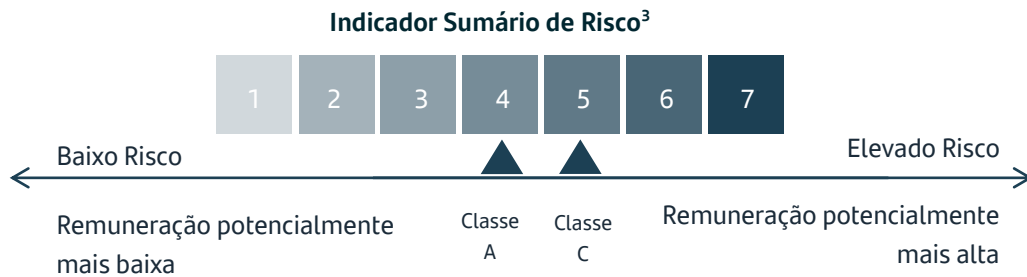 Indicador Sumário de Risco³
1 2 3 4 5 6 7
Baixo Risco
Elevado Risco
Remuneração potencialmente
mais baixa
Classe
A
Classe
C
Remuneração potencialmente
mais alta